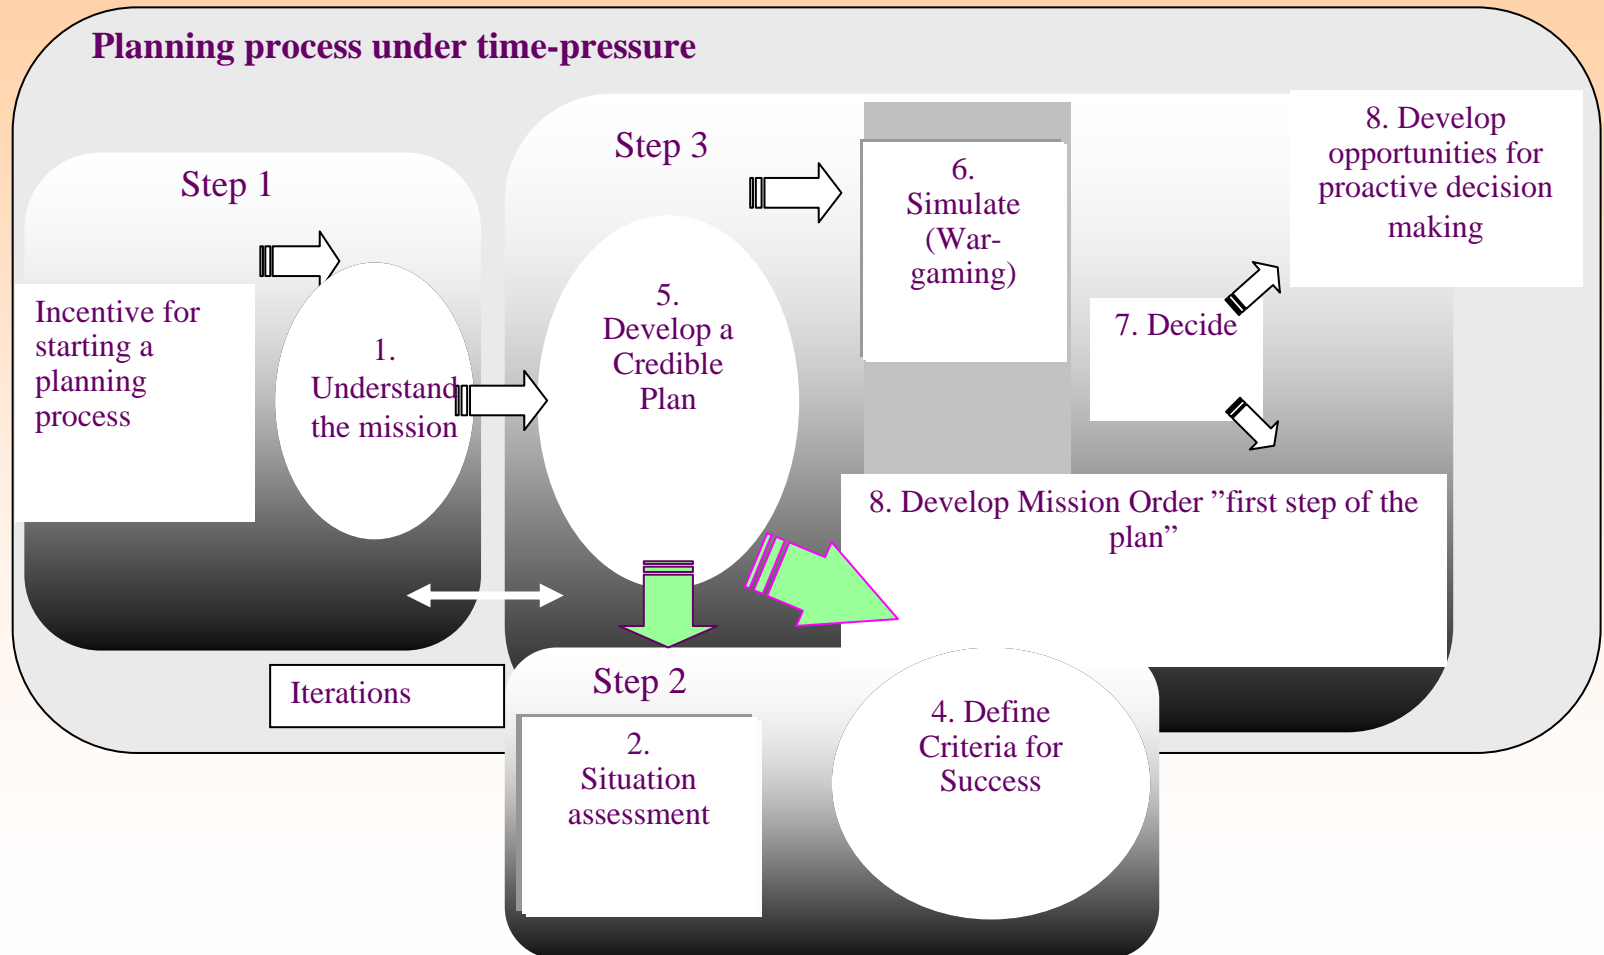 Planning process under time-pressure
Step 1
Incentive for
starting a
planning
process
1.
Understand
the mission
Step 3
5.
Develop a
Credible
Plan
6.
Simulate
(War-
gaming)
7. Decide
8. Develop
opportunities for
proactive decision
making
8. Develop Mission Order ”first step of the
plan”
Iterations
Step 2
2.
Situation
assessment
4. Define
Criteria for
Success